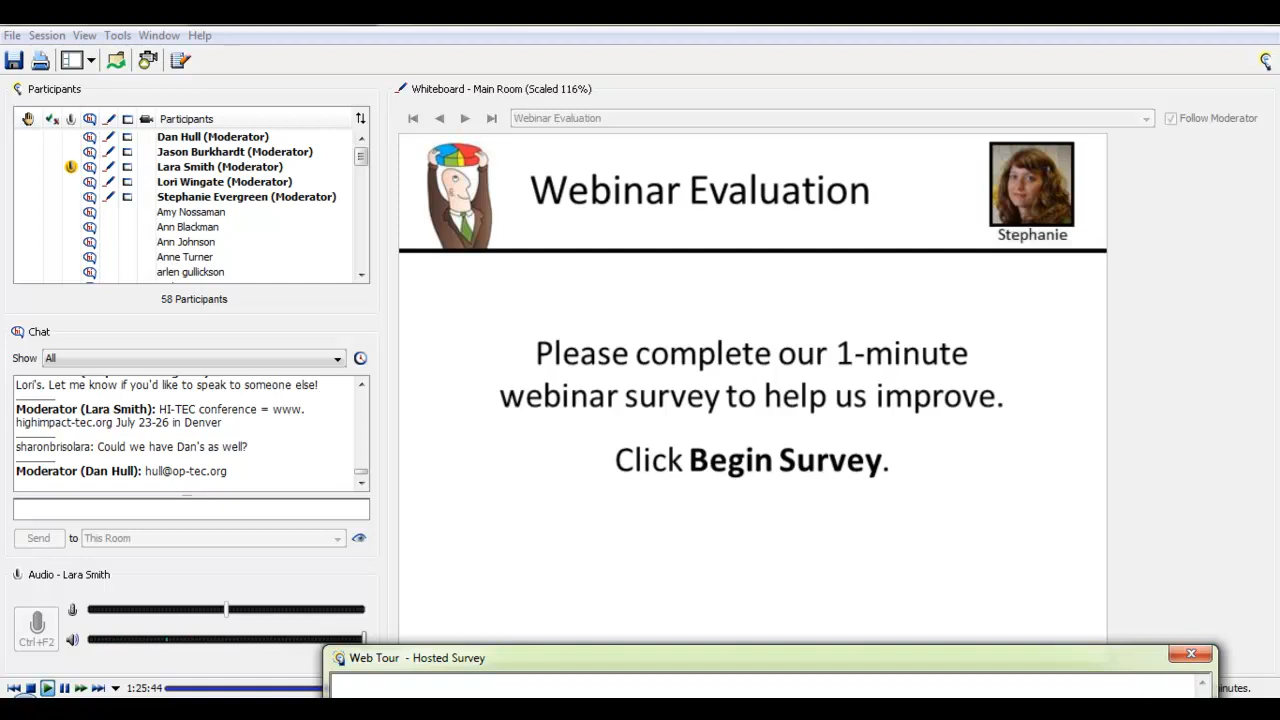 File Session View Tools Window Help
Participants
Participants
Dan Hull (Moderator)
Jason Burkhardt (Moderator)
Lara Smith (Moderator)
Lori Wingate (Moderator)
Stephanie Evergreen (Moderator)
Amy Nossaman
Ann Blackman
Ann Johnson
Anne Turner
arlen gullickson
58 Participants
Chat
Show All
Lori's. Let me know if you'd like to speak to someone else!
Moderator (Lara Smith): HI-TEC conference = www.
highimpact-tec.org July 23-26 in Denver
sharonbrisolara: Could we have Dan's as well?
Moderator (Dan Hull): hull@op-tec.org
Send to This Room
Audio - Lara Smith
Ctrl+F2
1:25:44
Whiteboard - Main Room (Scaled 116%)
Webinar Evaluation
Follow Moderator
Webinar Evaluation
Stephanie
Please complete our 1-minute
webinar survey to help us improve.
Click Begin Survey.
Web Tour - Hosted Survey
inutes.